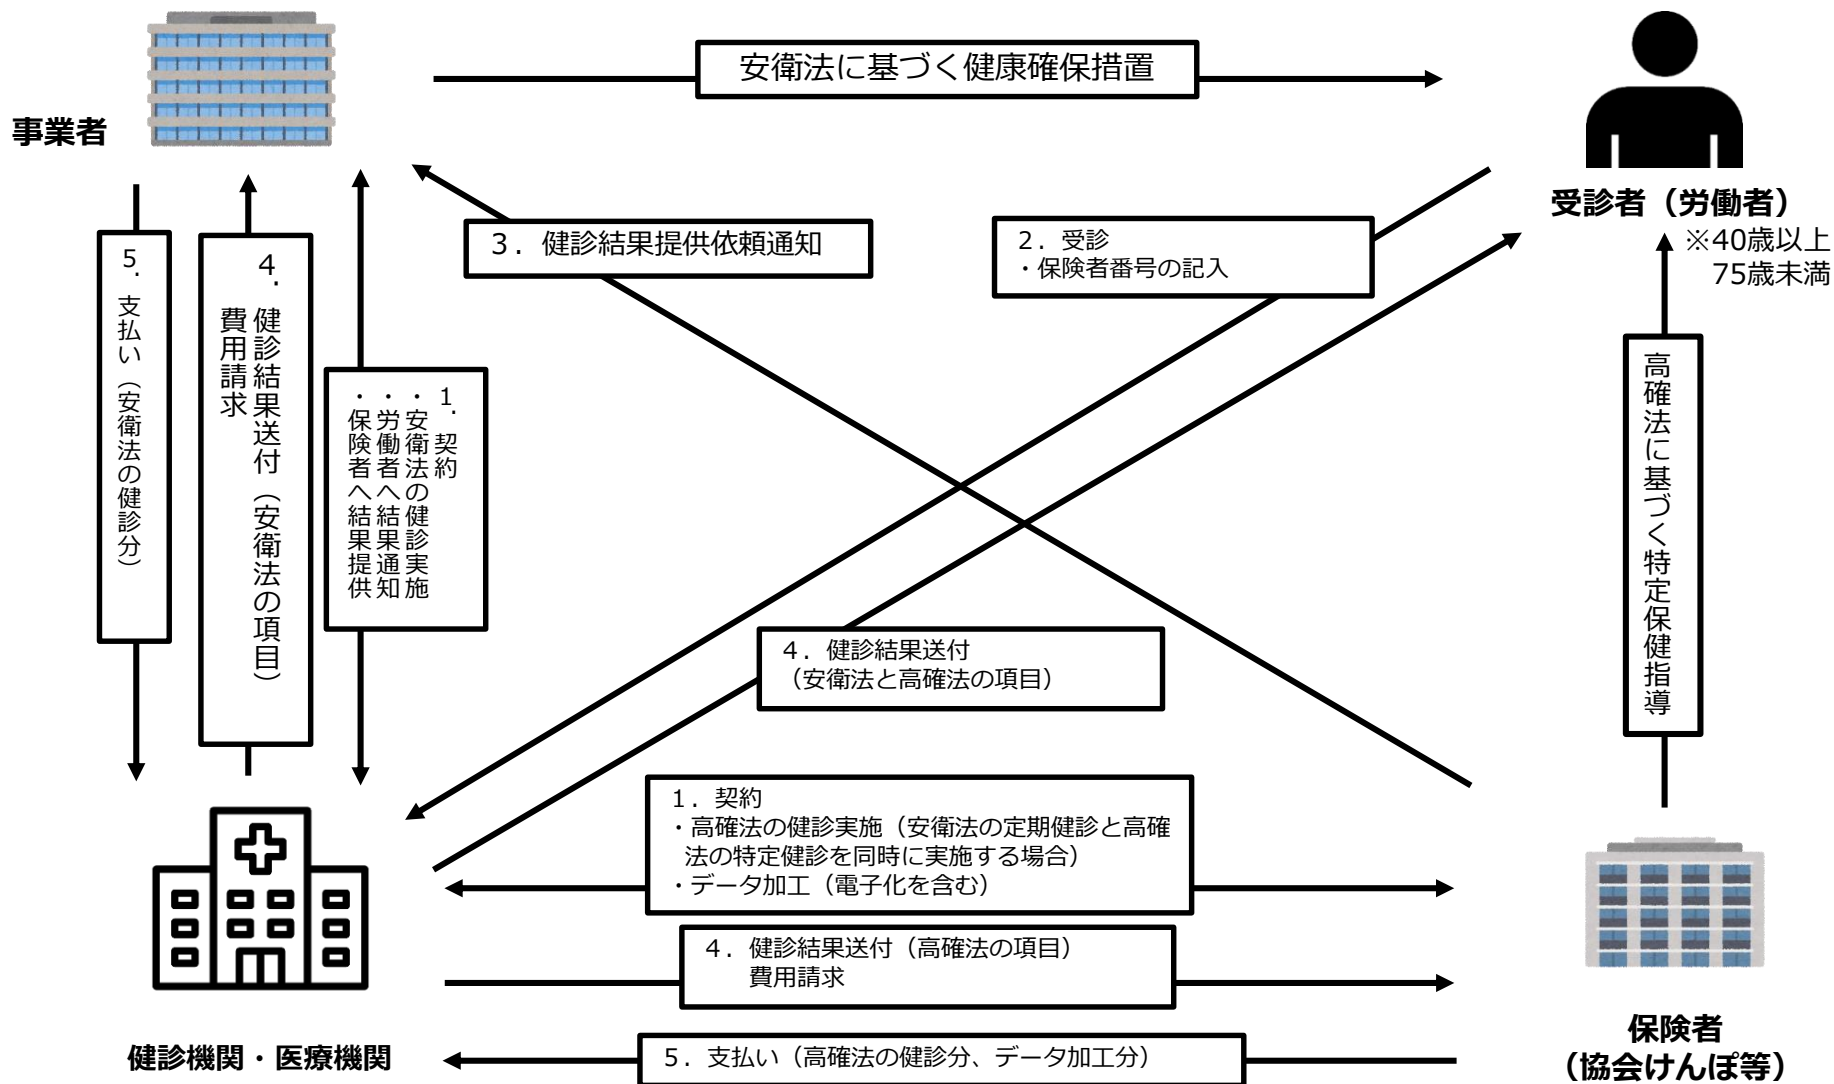 安衛法に基づく健康確保措置
事業者
受診者（労働者）
※40歳以上
75歳未満
3．健診結果提供依頼通知
2．受診
・保険者番号の記入
5．支払い（安衛法の健診分）
4．健診結果送付（安衛法の項目）
費用請求
1．契約
・安衛法の健診実施
・労働者へ結果通知
・保険者へ結果提供
高確法に基づく特定保健指導
4．健診結果送付
（安衛法と高確法の項目）
1．契約
・高確法の健診実施（安衛法の定期健診と高確
法の特定健診を同時に実施する場合）
・データ加工（電子化を含む）
4．健診結果送付（高確法の項目）
費用請求
5．支払い（高確法の健診分、データ加工分）
健診機関・医療機関
保険者
（協会けんぽ等）